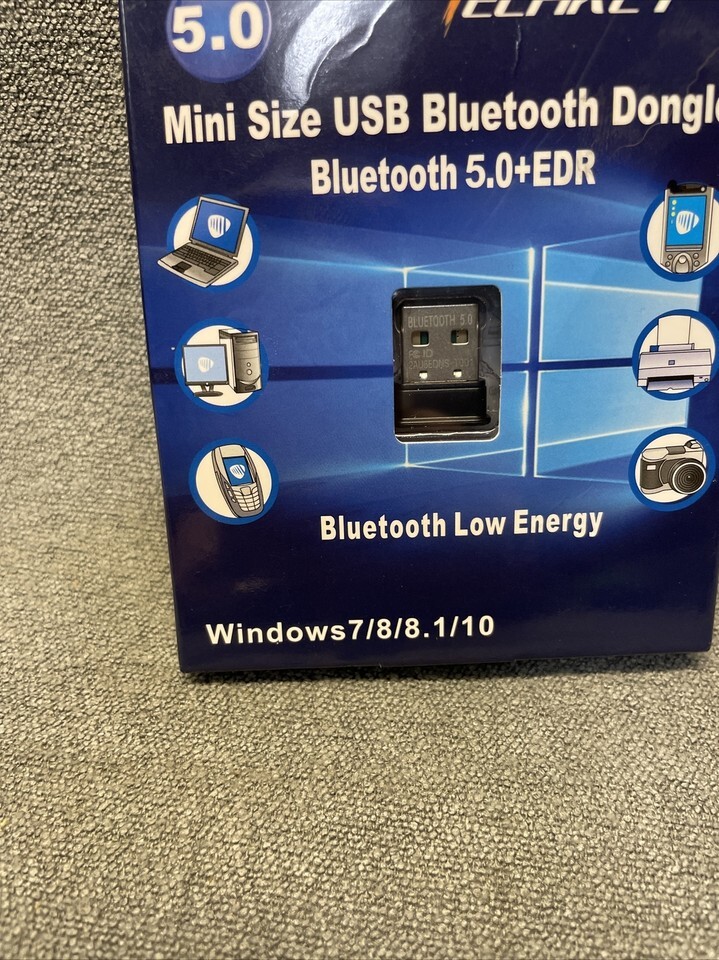 5.0
Mini Size USB Bluetooth Dongle
Bluetooth 5.0+EDR
BLUETOOTH 5.0
Bluetooth Low Energy
Windows7/8/8.1/10